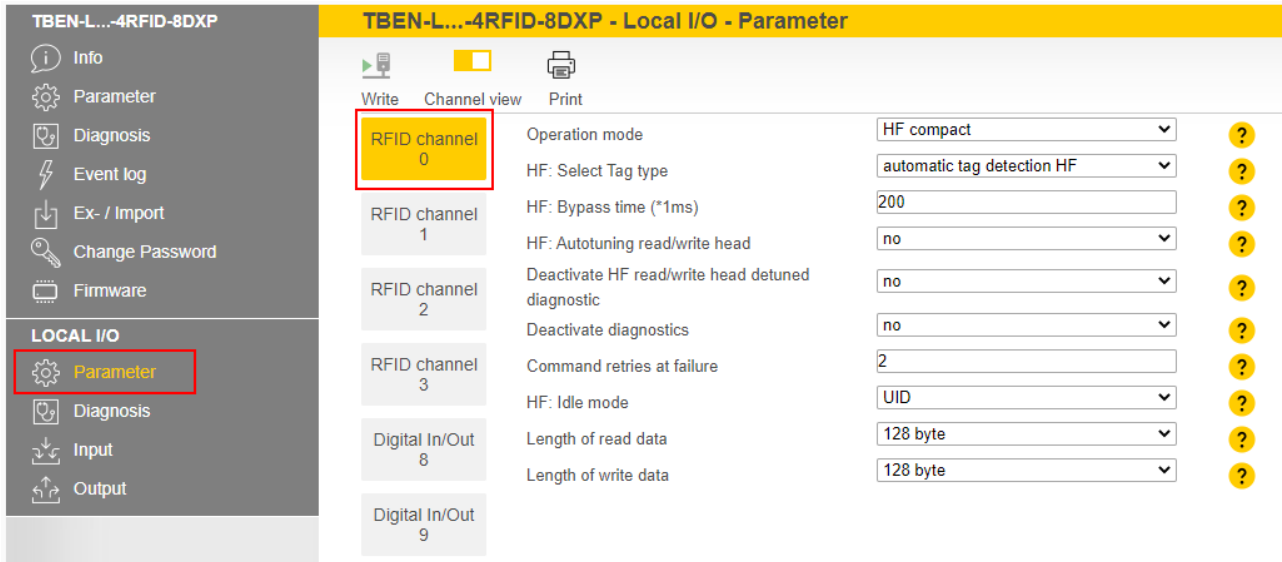 TBEN-L...-4RFID-8DXP
Info
Parameter
Diagnosis
Event log
Ex- / Import
Change Password
Firmware
LOCAL I/O
Parameter
Diagnosis
Input
Output
TBEN-L...-4RFID-8DXP - Local I/O - Parameter
Write Channel view Print
RFID channel
0
RFID channel
1
RFID channel
2
RFID channel
3
Digital In/Out
8
Digital In/Out
9
Operation mode HF compact ?
HF: Select Tag type automatic tag detection HF ?
HF: Bypass time (*1ms) 200 ?
HF: Autotuning read/write head no ?
Deactivate HF read/write head detuned
diagnostic no ?
Deactivate diagnostics no ?
Command retries at failure 2 ?
HF: Idle mode UID ?
Length of read data 128 byte ?
Length of write data 128 byte ?